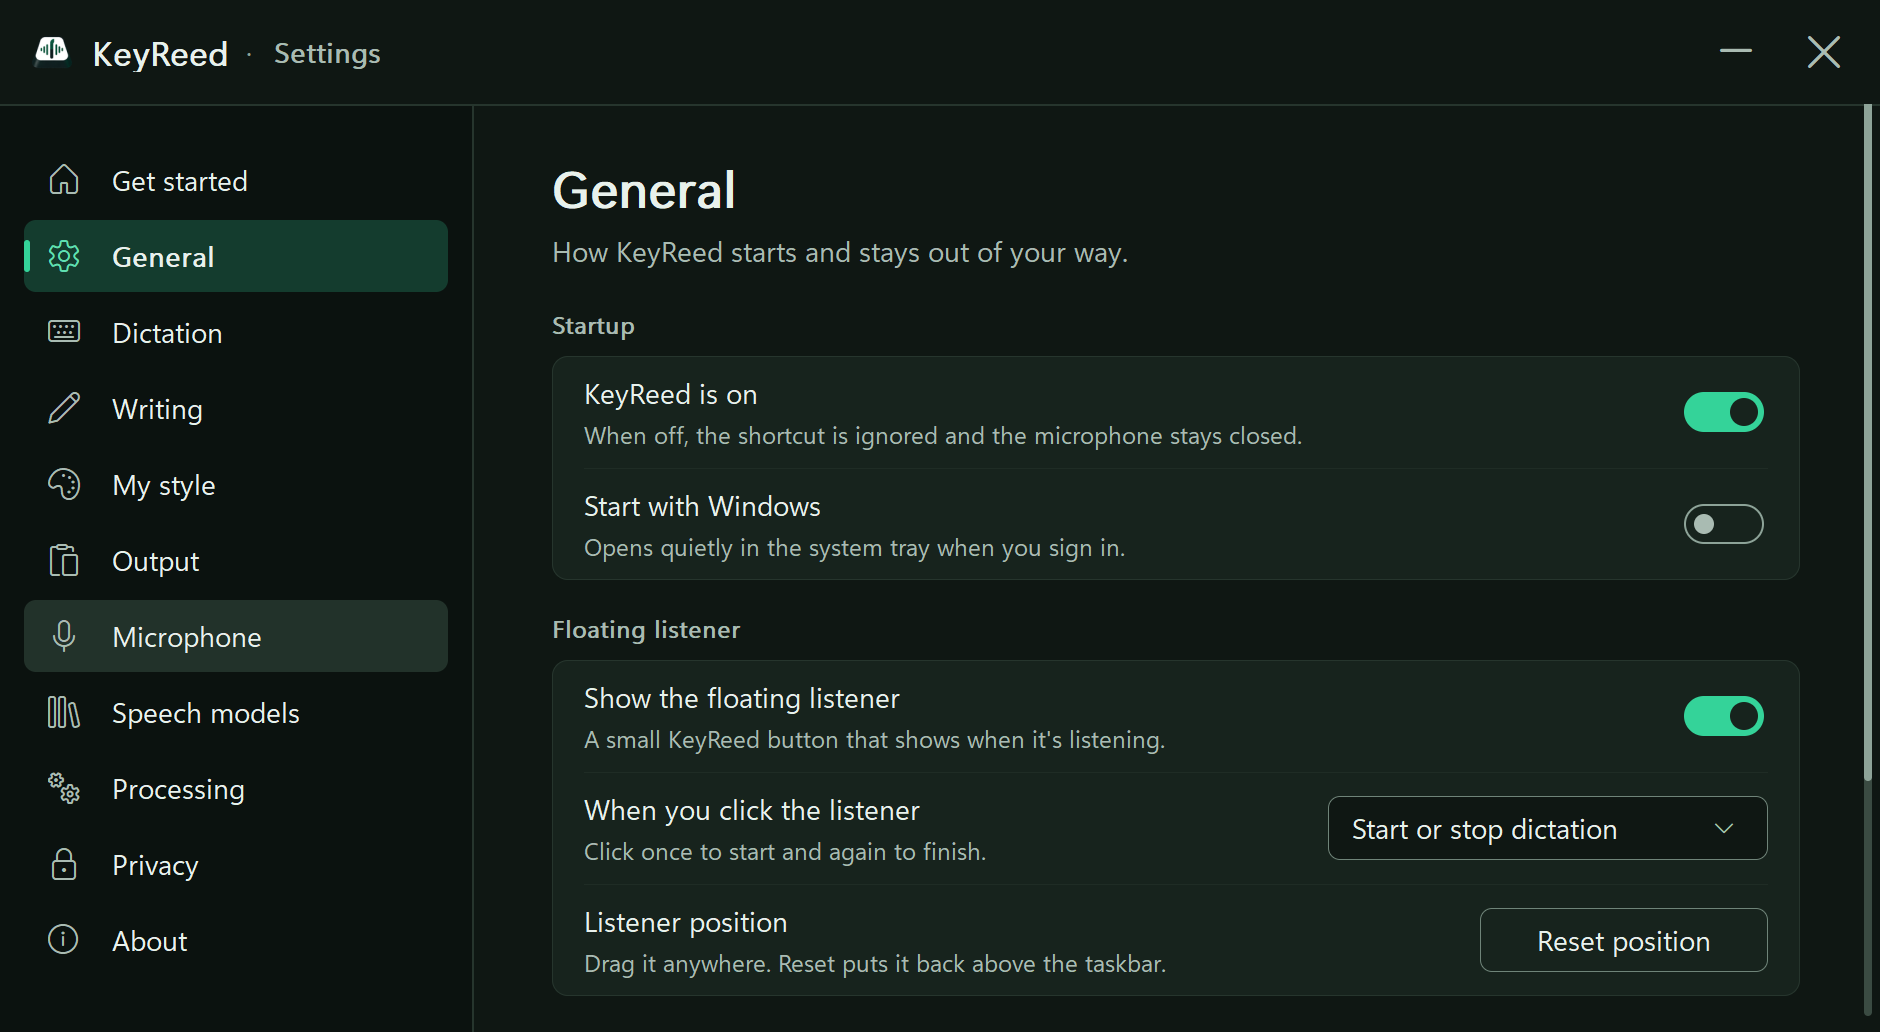 KeyReed · Settings
Get started
General
Dictation
Writing
My style
Output
Microphone
Speech models
Processing
Privacy
About
General
How KeyReed starts and stays out of your way.
Startup
KeyReed is on
When off, the shortcut is ignored and the microphone stays closed.
Start with Windows
Opens quietly in the system tray when you sign in.
Floating listener
Show the floating listener
A small KeyReed button that shows when it's listening.
When you click the listener
Click once to start and again to finish.
Start or stop dictation
Listener position
Drag it anywhere. Reset puts it back above the taskbar.
Reset position